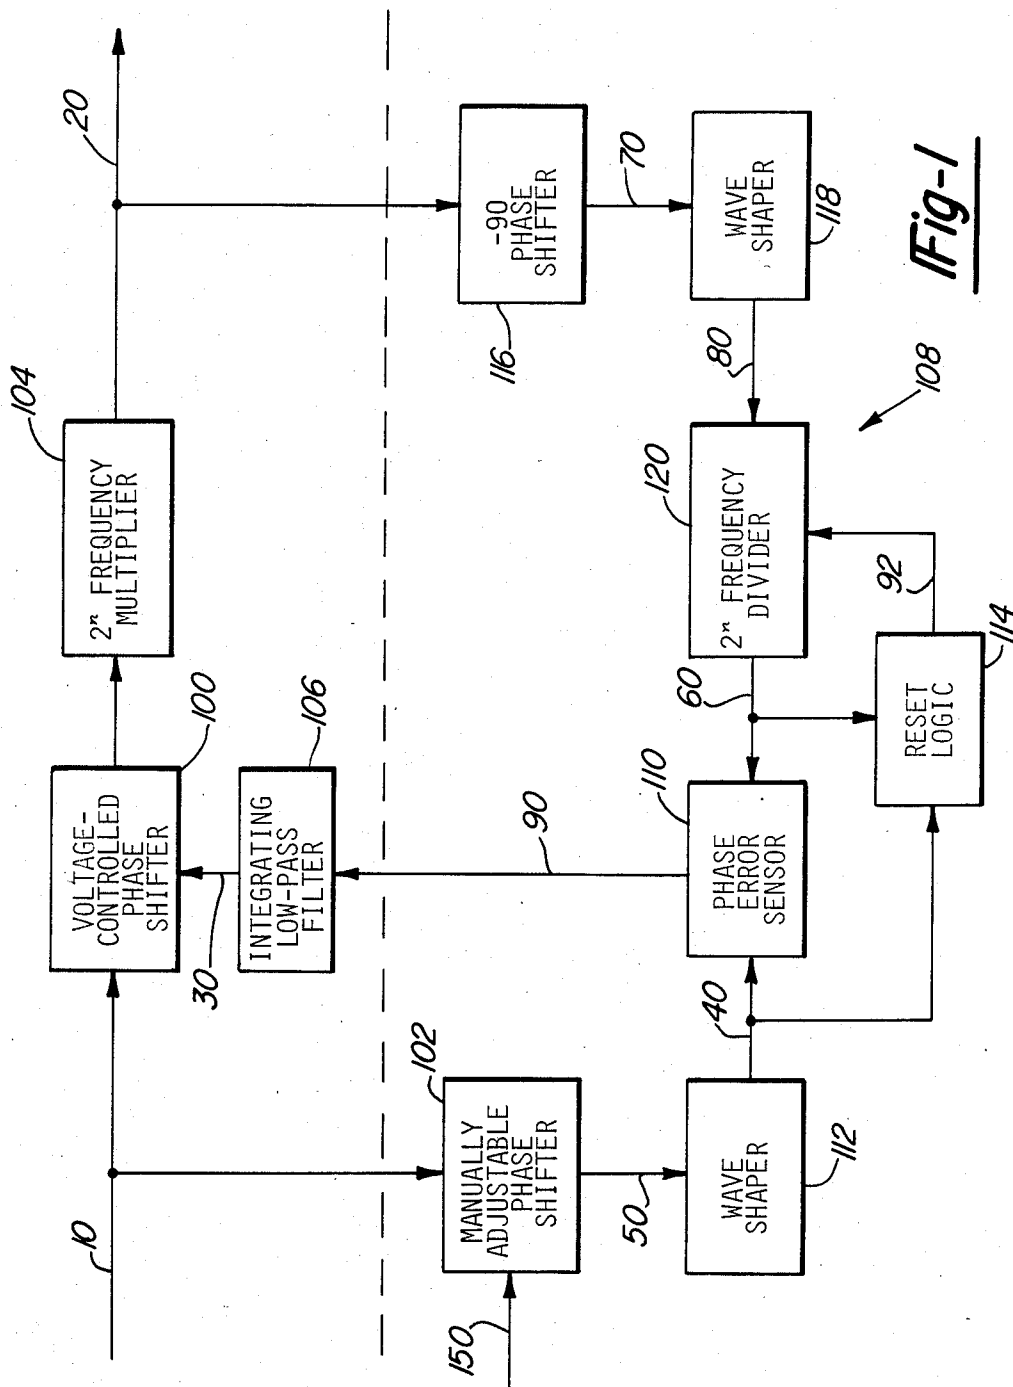 10
VOLTAGE-
CONTROLLED
PHASE
SHIFTER
100
2ⁿ FREQUENCY
MULTIPLIER
104
20
30
INTEGRATING
LOW-PASS
FILTER
106
150
MANUALLY
ADJUSTABLE
PHASE
SHIFTER
102
90
-90
PHASE
SHIFTER
116
50
70
WAVE
SHAPER
112
40
PHASE
ERROR
SENSOR
110
60
2ⁿ FREQUENCY
DIVIDER
120
80
WAVE
SHAPER
118
RESET
LOGIC
114
92
108
Fig-1